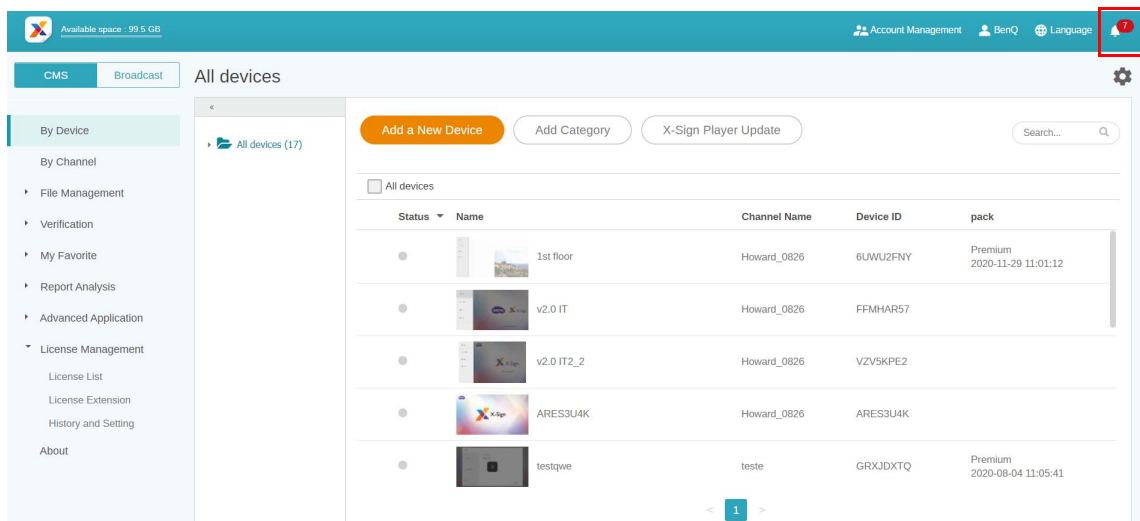 Available space : 99.5 GB
Account Management
BenQ
Language
7
CMS
Broadcast
All devices
«
By Device
By Channel
File Management
Verification
My Favorite
Report Analysis
Advanced Application
License Management
License List
License Extension
History and Setting
About
All devices (17)
Add a New Device
Add Category
X-Sign Player Update
Search...
All devices
Status Name Channel Name Device ID pack
1st floor Howard_0826 6UWU2FNY Premium
2020-11-29 11:01:12
v2.0 IT Howard_0826 FFMHAR57
v2.0 IT2_2 Howard_0826 VZV5KPE2
X-Sign
ARES3U4K Howard_0826 ARES3U4K
testqwe teste GRXJDXTQ Premium
2020-08-04 11:05:41
< 1 >